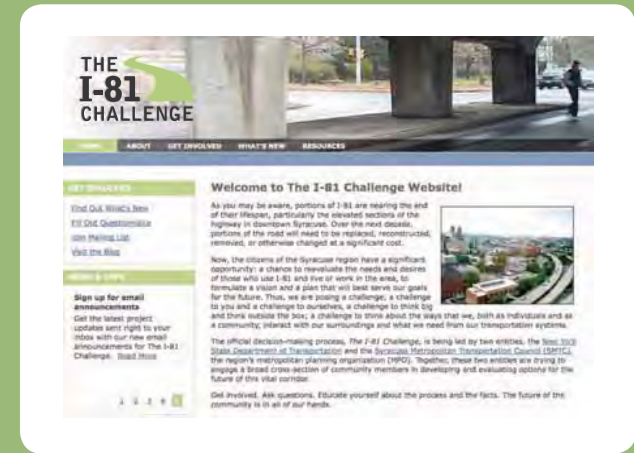 THE
I-81
CHALLENGE
HOME ABOUT GET INVOLVED WHAT'S NEW RESOURCES
GET INVOLVED
Find Out What's New
Fill Out Questionnaire
Join Mailing List
Visit the Blog
NEWS & INFO
Sign up for email
announcements
Get the latest project
updates sent right to your
inbox with our new email
announcements for The I-81
Challenge. Read More
1 2 3 4
Welcome to The I-81 Challenge Website!
As you may be aware, portions of I-81 are nearing the end
of their lifespan, particularly the elevated sections of the
highway in downtown Syracuse. Over the next decade,
portions of the road will need to be replaced, reconstructed,
removed, or otherwise changed at a significant cost.
Now, the citizens of the Syracuse region have a significant
opportunity: a chance to reevaluate the needs and desires
of those who use I-81 and live or work in the area, to
formulate a vision and a plan that will best serve our goals
for the future. Thus, we are posing a challenge; a challenge
to you and a challenge to ourselves, a challenge to think big
and think outside the box; a challenge to think about the ways that we, both as individuals and as
a community, interact with our surroundings and what we need from our transportation systems.
The official decision-making process, The I-81 Challenge, is being led by two entities, the New York
State Department of Transportation and the Syracuse Metropolitan Transportation Council (SMTC),
the region's metropolitan planning organization (MPO). Together, these two entities are trying to
engage a broad cross-section of community members in developing and evaluating options for the
future of this vital corridor.
Get involved. Ask questions. Educate yourself about the process and the facts. The future of the
community is in all of our hands.